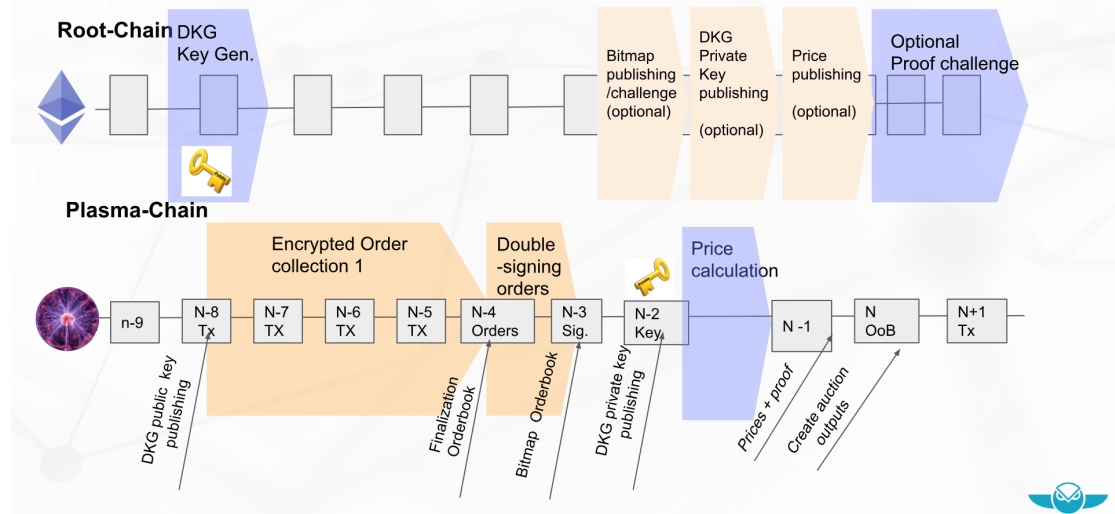 Root-Chain
DKG
Key Gen.
Bitmap
publishing
/challenge
(optional)
DKG
Private
Key
publishing
(optional)
Price
publishing
(optional)
Optional
Proof challenge
Plasma-Chain
Encrypted Order
collection 1
Double
-signing
orders
Price
calculation
n-9
N-8
Tx
N-7
TX
N-6
TX
N-5
TX
N-4
Orders
N-3
Sig.
N-2
Key
N -1
N
OoB
N+1
Tx
DKG public key
publishing
Finalization
Orderbook
Bitmap Orderbook
DKG private key
publishing
Prices + proof
Create auction
outputs